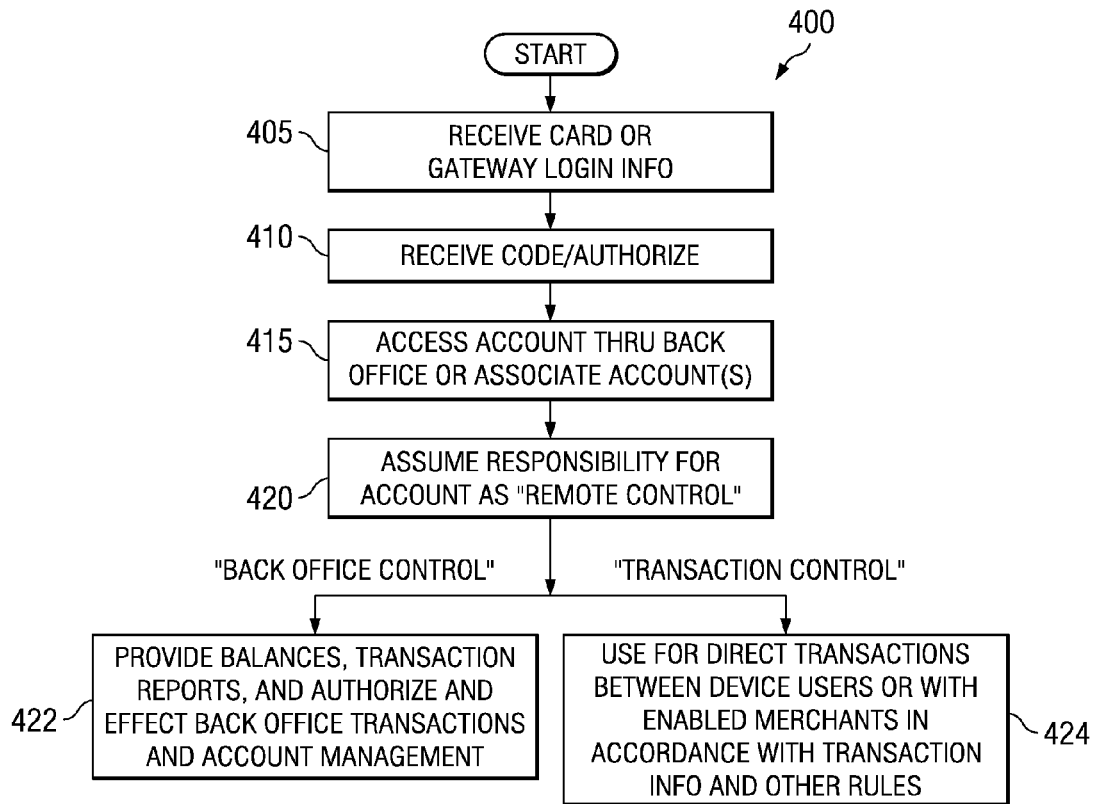 400
START
405
RECEIVE CARD OR
GATEWAY LOGIN INFO
410
RECEIVE CODE/AUTHORIZE
415
ACCESS ACCOUNT THRU BACK
OFFICE OR ASSOCIATE ACCOUNT(S)
420
ASSUME RESPONSIBILITY FOR
ACCOUNT AS "REMOTE CONTROL"
"BACK OFFICE CONTROL"
"TRANSACTION CONTROL"
422
PROVIDE BALANCES, TRANSACTION
REPORTS, AND AUTHORIZE AND
EFFECT BACK OFFICE TRANSACTIONS
AND ACCOUNT MANAGEMENT
USE FOR DIRECT TRANSACTIONS
BETWEEN DEVICE USERS OR WITH
ENABLED MERCHANTS IN
ACCORDANCE WITH TRANSACTION
INFO AND OTHER RULES
424